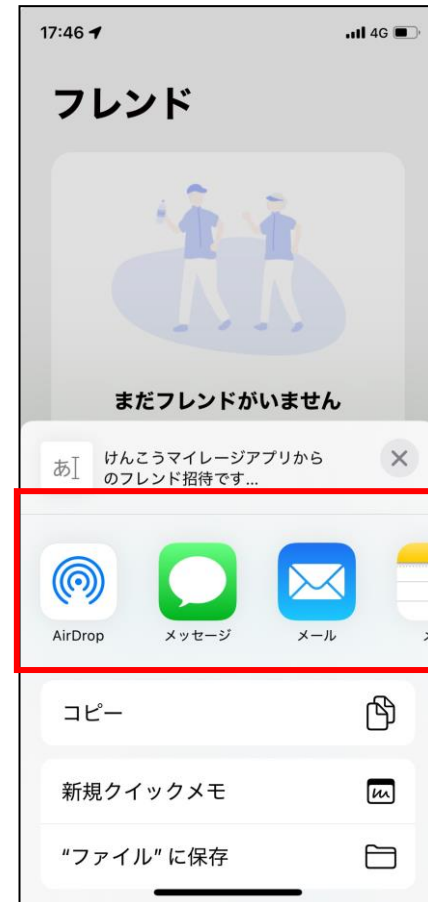 17:46
4G
フレンド
まだフレンドがいません
あ
けんこうマイレージアプリから
のフレンド招待です...
AirDrop
メッセージ
メール
コピー
新規クイックメモ
“ファイル” に保存